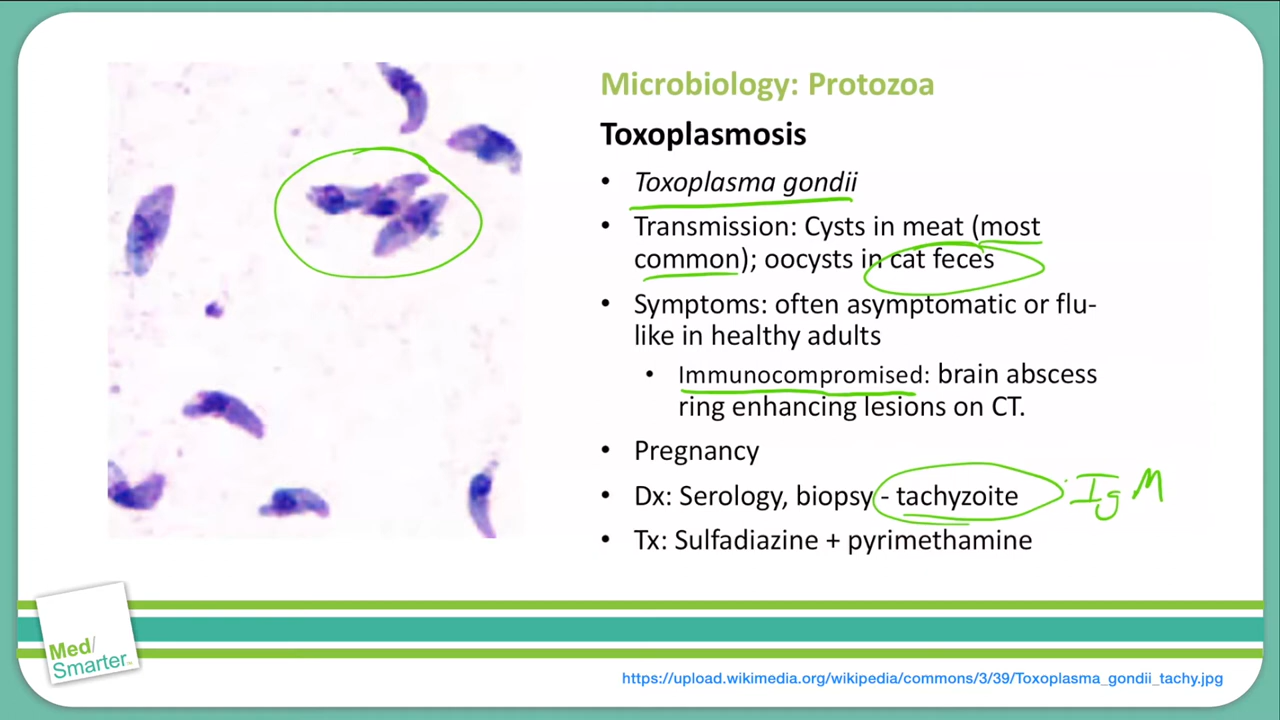 Microbiology: Protozoa
Toxoplasmosis
• Toxoplasma gondii
• Transmission: Cysts in meat (most
common); oocysts in cat feces
• Symptoms: often asymptomatic or flu-
like in healthy adults
• Immunocompromised: brain abscess
ring enhancing lesions on CT.
• Pregnancy
• Dx: Serology, biopsy - tachyzoite IgM
• Tx: Sulfadiazine + pyrimethamine
Med/
Smarter
https://upload.wikimedia.org/wikipedia/commons/3/39/Toxoplasma_gondii_tachy.jpg